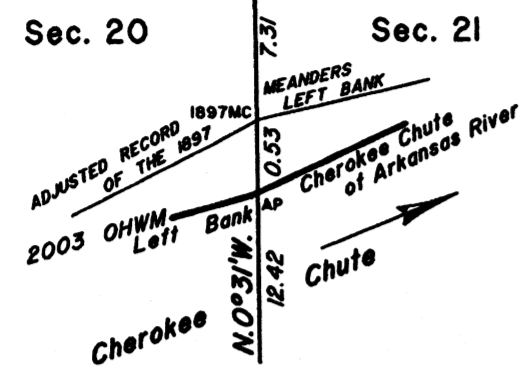 Sec. 20
7.31
Sec. 21
MEANDERS
LEFT BANK
1897MC
ADJUSTED RECORD
OF THE 1897
0.53
Cherokee Chute
of Arkansas River
2003 OHWM
Left Bank
AP
N.0°31'W.
12.42
Chute
Cherokee